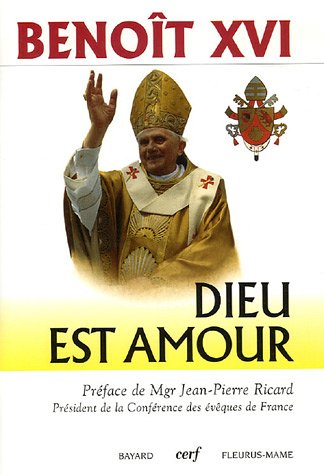 BENOÎT XVI
DIEU
EST AMOUR
Préface de Mgr Jean-Pierre Ricard
Président de la Conférence des évêques de France
BAYARD cerf FLEURUS-MAME